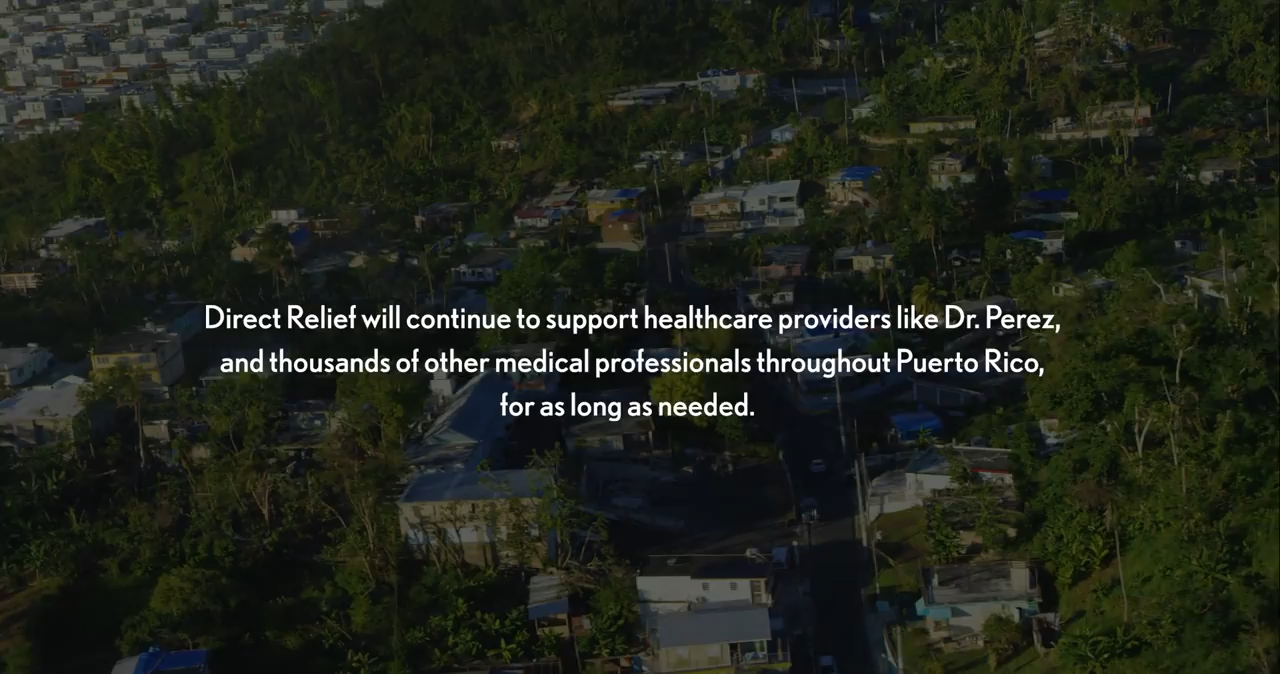 Direct Relief will continue to support healthcare providers like Dr. Perez,
and thousands of other medical professionals throughout Puerto Rico,
for as long as needed.